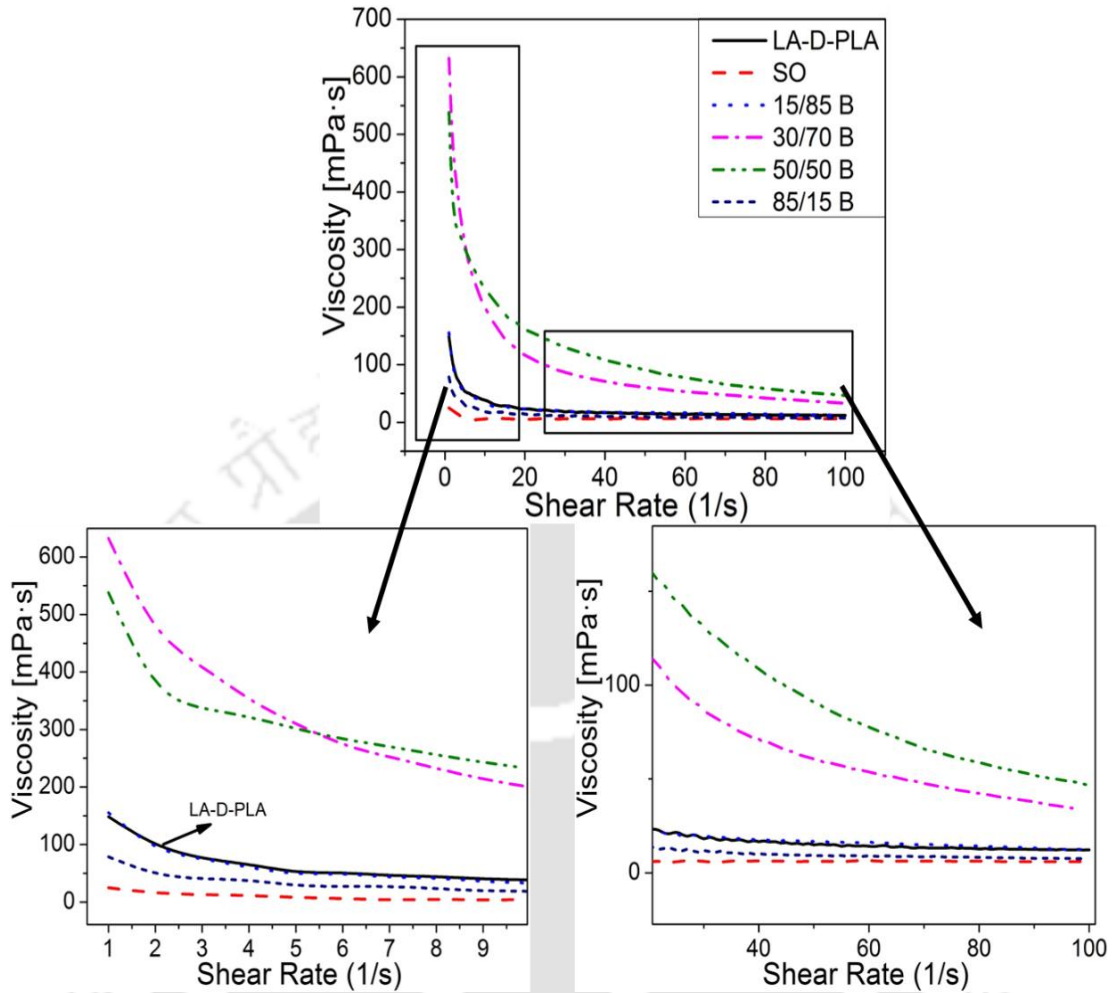 700
600
500
400
300
200
100
0
Viscosity [mPa·s]
0 20 40 60 80 100
Shear Rate (1/s)
LA-D-PLA
SO
15/85 B
30/70 B
50/50 B
85/15 B
600
500
400
300
200
100
0
Viscosity [mPa·s]
LA-D-PLA
1 2 3 4 5 6 7 8 9
Shear Rate (1/s)
100
0
Viscosity [mPa·s]
40 60 80 100
Shear Rate (1/s)